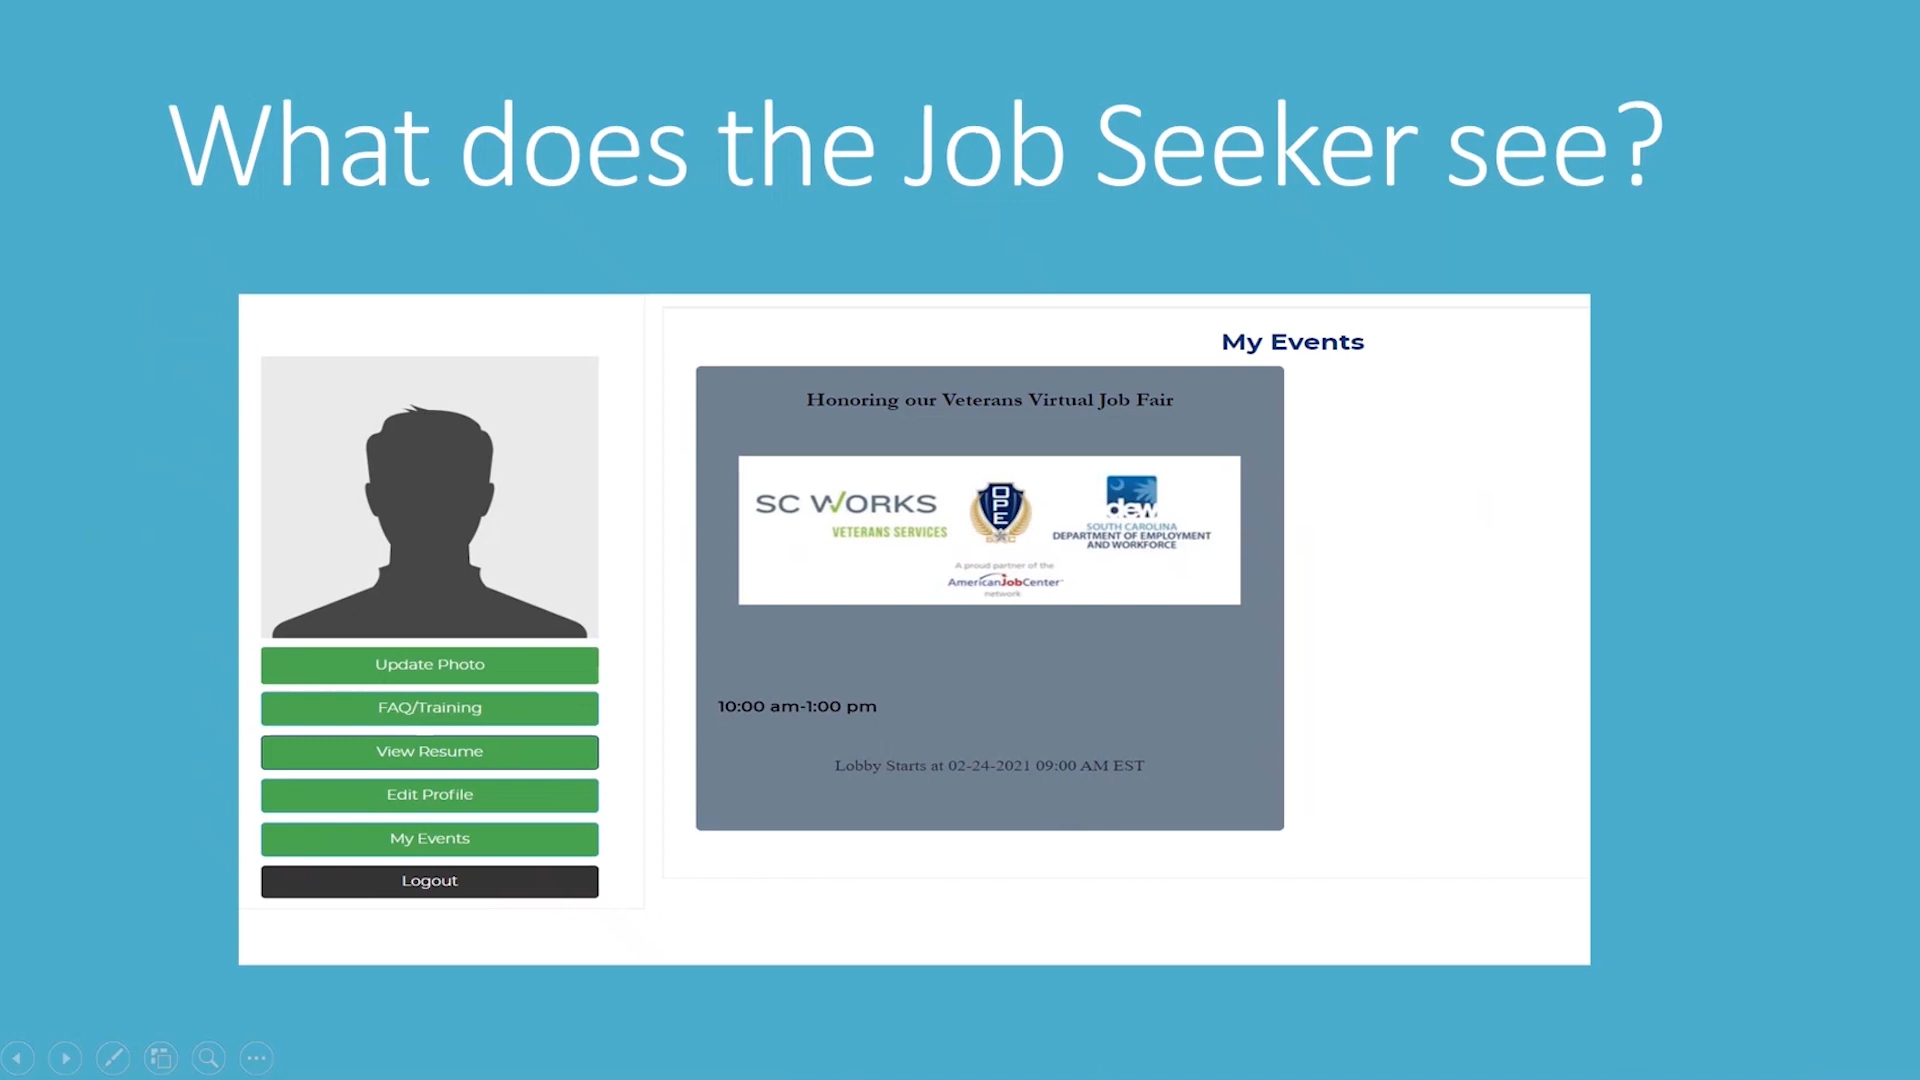 What does the Job Seeker see?
My Events
Honoring our Veterans Virtual Job Fair
SC WORKS
VETERANS SERVICES
OPE
dew
SOUTH CAROLINA
DEPARTMENT OF EMPLOYMENT
AND WORKFORCE
A proud partner of the
AmericanJobCenter
network
10:00 am-1:00 pm
Lobby Starts at 02-24-2021 09:00 AM EST
Update Photo
FAQ/Training
View Resume
Edit Profile
My Events
Logout